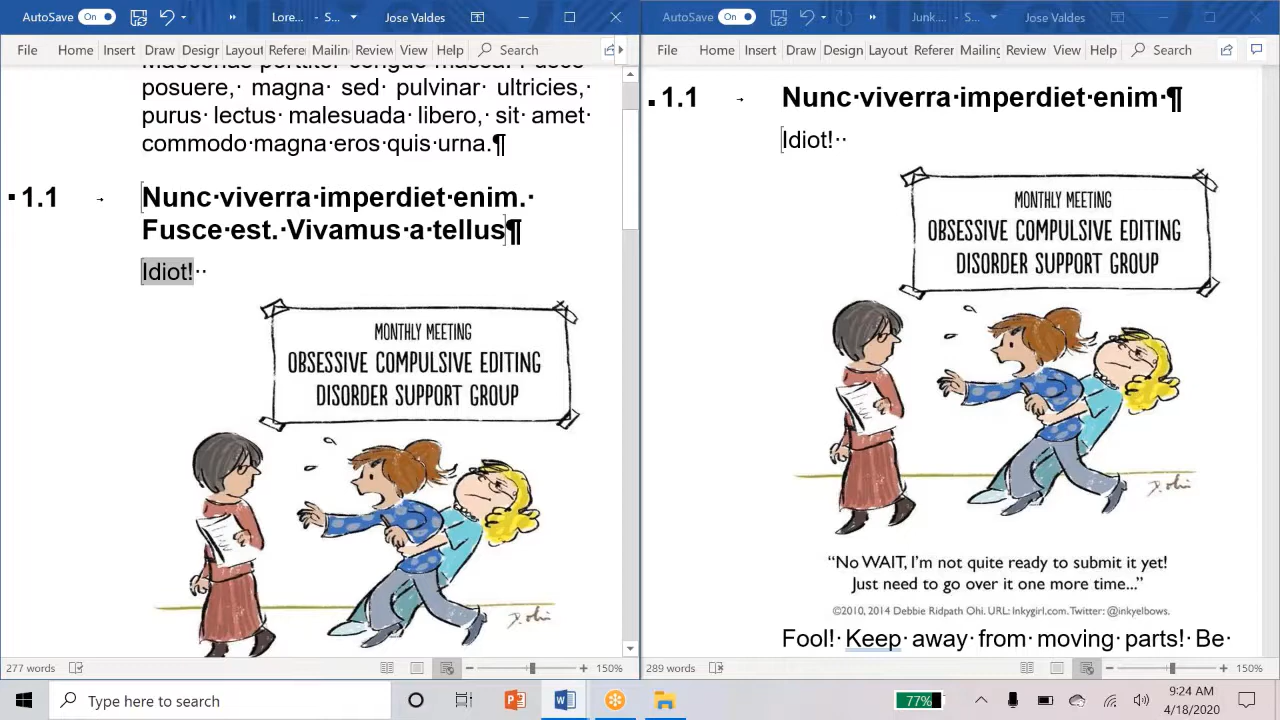 AutoSave On Lore... - S... Jose Valdes
File Home Insert Draw Design Layout Referer Mailin Review View Help Search
posuere, magna sed pulvinar ultricies,
purus lectus malesuada libero, sit amet
commodo magna eros quis urna.¶
1.1 → Nunc·viverra·imperdiet·enim.·
Fusce·est.·Vivamus·a·tellus¶
Idiot!··
MONTHLY MEETING
OBSESSIVE COMPULSIVE EDITING
DISORDER SUPPORT GROUP
D. Ohi
277 words
150%
AutoSave On Junk... - S... Jose Valdes
File Home Insert Draw Design Layout Referer Mailing Review View Help Search
1.1 → Nunc·viverra·imperdiet·enim·¶
Idiot!··
MONTHLY MEETING
OBSESSIVE COMPULSIVE EDITING
DISORDER SUPPORT GROUP
D. Ohi
“No WAIT, I’m not quite ready to submit it yet!
Just need to go over it one more time...”
©2010, 2014 Debbie Ridpath Ohi. URL: Inkygirl.com. Twitter: @inkyelbows.
Fool! Keep away from moving parts! Be
289 words
150%
Type here to search
77%
9:24 AM
4/18/2020